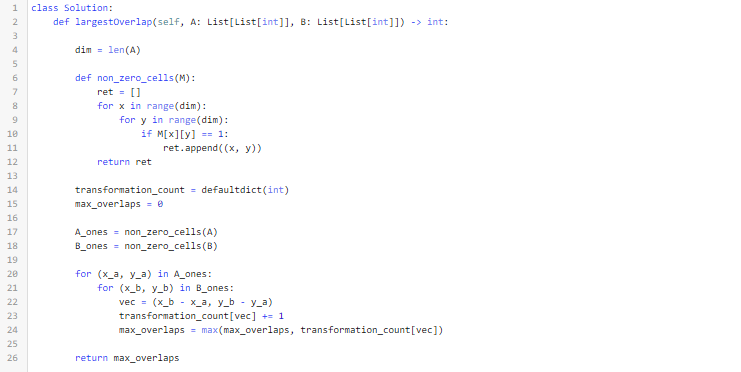 1 class Solution:
2     def largestOverlap(self, A: List[List[int]], B: List[List[int]]) -> int:
3
4         dim = len(A)
5
6         def non_zero_cells(M):
7             ret = []
8             for x in range(dim):
9                 for y in range(dim):
10                     if M[x][y] == 1:
11                         ret.append((x, y))
12             return ret
13
14         transformation_count = defaultdict(int)
15         max_overlaps = 0
16
17         A_ones = non_zero_cells(A)
18         B_ones = non_zero_cells(B)
19
20         for (x_a, y_a) in A_ones:
21             for (x_b, y_b) in B_ones:
22                 vec = (x_b - x_a, y_b - y_a)
23                 transformation_count[vec] += 1
24                 max_overlaps = max(max_overlaps, transformation_count[vec])
25
26         return max_overlaps